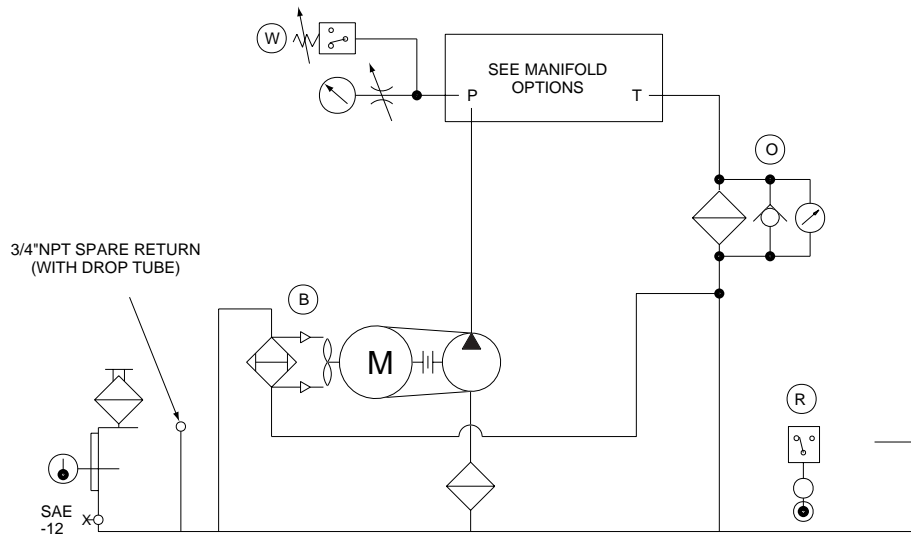 W
SEE MANIFOLD
OPTIONS
P
T
O
3/4"NPT SPARE RETURN
(WITH DROP TUBE)
B
M
R
SAE
-12
X